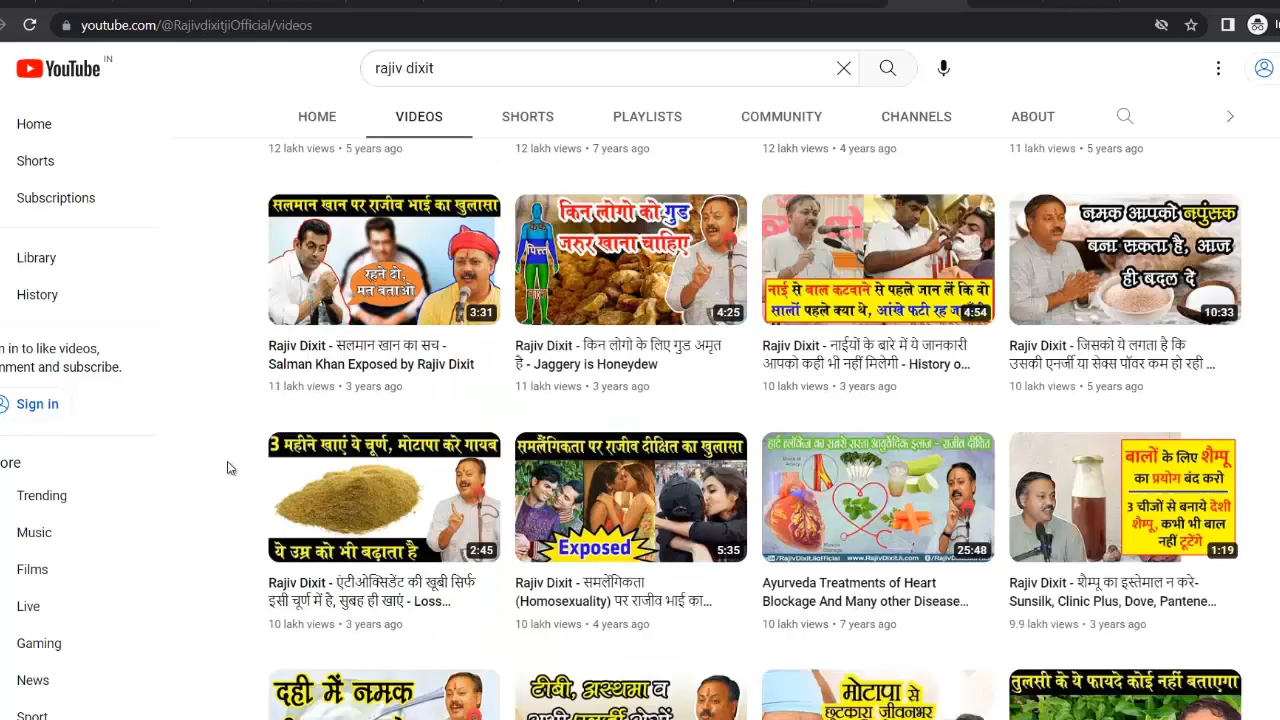 youtube.com/@RajivdixitjiOfficial/videos
YouTube IN
rajiv dixit
HOME VIDEOS SHORTS PLAYLISTS COMMUNITY CHANNELS ABOUT
Home
Shorts
Subscriptions
Library
History
n in to like videos,
nment and subscribe.
Sign in
ore
Trending
Music
Films
Live
Gaming
News
Sport
12 lakh views • 5 years ago
12 lakh views • 7 years ago
12 lakh views • 4 years ago
11 lakh views • 5 years ago
सलमान खान पर राजीव भाई का खुलासा
रहने दो,
मत बताओ
3:31
Rajiv Dixit - सलमान खान का सच -
Salman Khan Exposed by Rajiv Dixit
11 lakh views • 3 years ago
किन लोगो को गुड
जरुर खाना चाहिए
पित्त
4:25
Rajiv Dixit - किन लोगो के लिए गुड अमृत
है - Jaggery is Honeydew
11 lakh views • 3 years ago
नाई से बाल कटवाने से पहले जान लें कि वो
सालों पहले क्या थे, आंखे फटी रह
4:54
Rajiv Dixit - नाईयों के बारे में ये जानकारी
आपको कही भी नहीं मिलेगी - History o...
10 lakh views • 3 years ago
नमक आपको नपुंसक
बना सकता है, आज
ही बदल दे
10:33
Rajiv Dixit - जिसको ये लगता है कि
उसकी एनर्जी या सेक्स पॉवर कम हो रही ...
10 lakh views • 5 years ago
3 महीने खाएं ये चूर्ण, मोटापा करे गायब
ये उम्र को भी बढ़ाता है
2:45
Rajiv Dixit - एंटीओक्सिडेंट की खूबी सिर्फ
इसी चूर्ण में है, सुबह ही खाएं - Loss...
10 lakh views • 3 years ago
समलैंगिकता पर राजीव दीक्षित का खुलासा
Exposed
5:35
Rajiv Dixit - समलैंगिकता
(Homosexuality) पर राजीव भाई का...
10 lakh views • 4 years ago
हार्ट ब्लॉकेज का सबसे सस्ता आयुर्वेदिक इलाज - राजीव दीक्षित
/RajivDixitJiofficial www.RajivDixitJi.com /RajivDixitJi
25:48
Ayurveda Treatments of Heart
Blockage And Many other Disease...
10 lakh views • 7 years ago
बालों के लिए शैम्पू
का प्रयोग बंद करो
3 चीजों से बनाये देशी
शैम्पू, कभी भी बाल
नहीं टूटेंगे
1:19
Rajiv Dixit - शैम्पू का इस्तेमाल न करे-
Sunsilk, Clinic Plus, Dove, Pantene...
9.9 lakh views • 3 years ago
दही में नमक
टीबी, अस्थमा व
मोटापा से
छुटकारा जीवनभर
तुलसी के ये फायदे कोई नहीं बताएगा